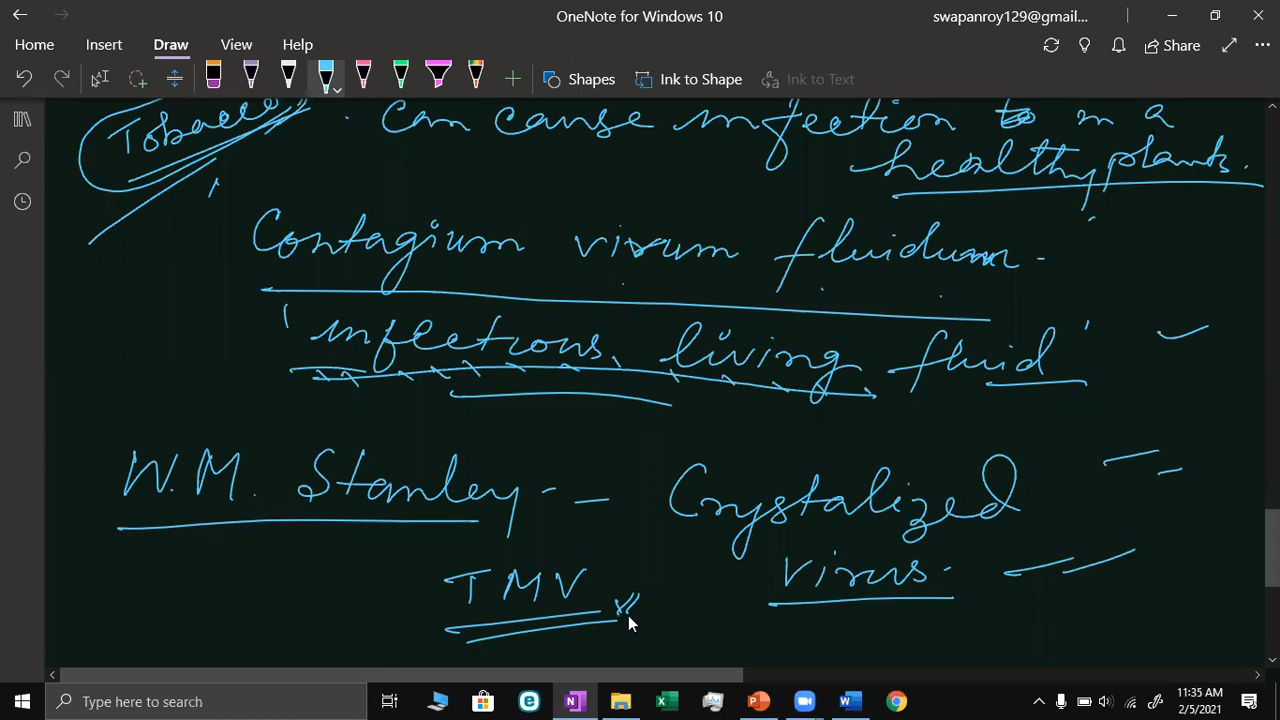 OneNote for Windows 10
swapanroy129@gmail...
Home Insert Draw View Help
Share
Shapes Ink to Shape Ink to Text
Tobacco . Can cause infection to in a
healthy plants.
Contagium virum fluidum
'infections living fluid'
W.M. Stanley - - Crystalized
virus.
TMV
Type here to search
11:35 AM
2/5/2021